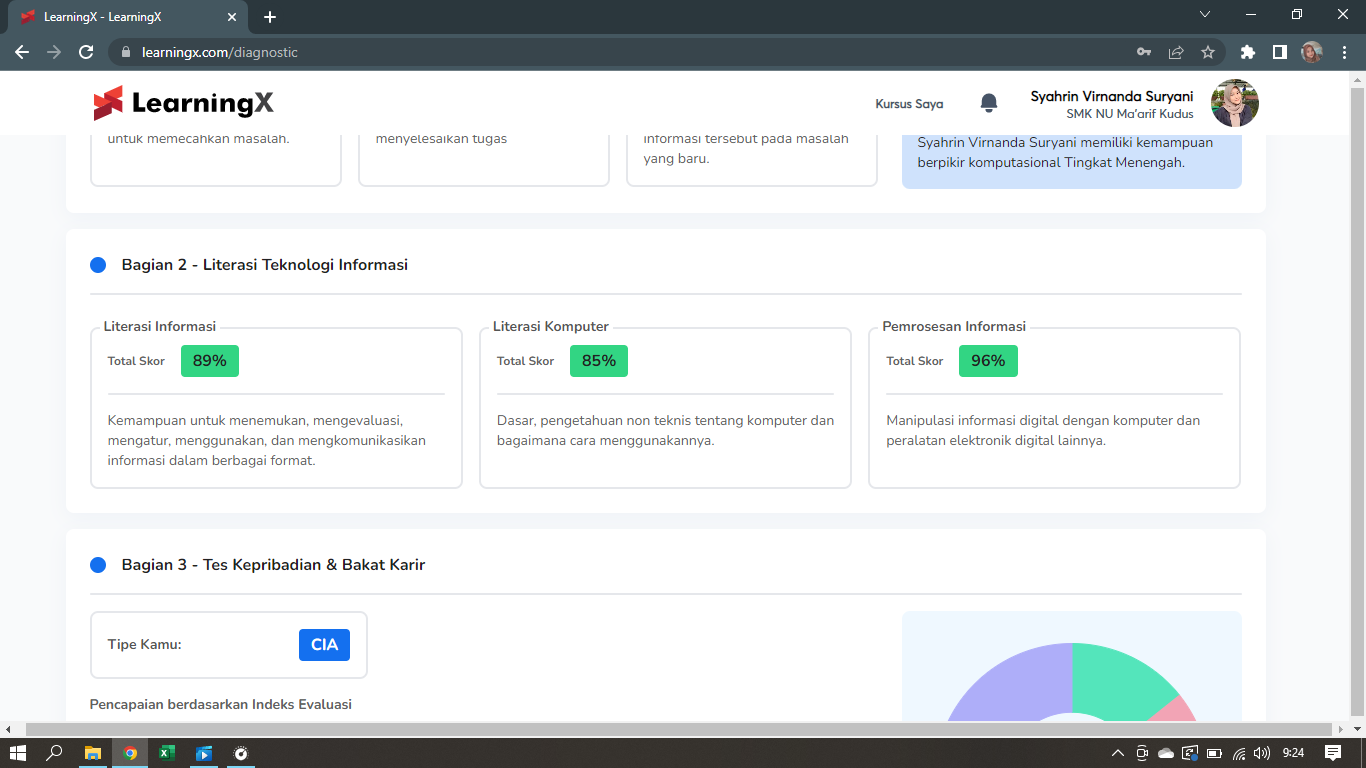 LearningX - LearningX
learningx.com/diagnostic
LearningX
Kursus Saya
Syahrin Virnanda Suryani
SMK NU Ma'arif Kudus
untuk memecahkan masalah.
menyelesaikan tugas
informasi tersebut pada masalah
yang baru.
Syahrin Virnanda Suryani memiliki kemampuan
berpikir komputasional Tingkat Menengah.
Bagian 2 - Literasi Teknologi Informasi
Literasi Informasi
Total Skor 89%
Kemampuan untuk menemukan, mengevaluasi,
mengatur, menggunakan, dan mengkomunikasikan
informasi dalam berbagai format.
Literasi Komputer
Total Skor 85%
Dasar, pengetahuan non teknis tentang komputer dan
bagaimana cara menggunakannya.
Pemrosesan Informasi
Total Skor 96%
Manipulasi informasi digital dengan komputer dan
peralatan elektronik digital lainnya.
Bagian 3 - Tes Kepribadian & Bakat Karir
Tipe Kamu: CIA
Pencapaian berdasarkan Indeks Evaluasi
9:24